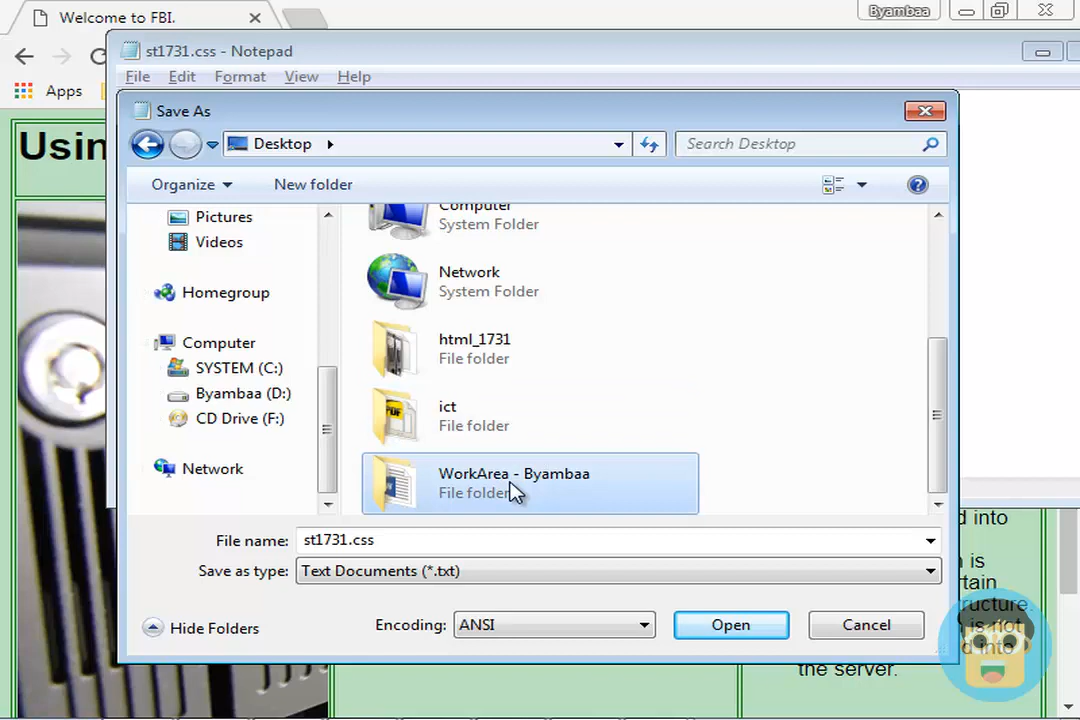 Welcome to FBI.
Byambaa
st1731.css - Notepad
Apps
File Edit Format View Help
Save As
Desktop
Search Desktop
Usin
Organize
New folder
Pictures
Videos
Homegroup
Computer
SYSTEM (C:)
Byambaa (D:)
CD Drive (F:)
Network
Computer
System Folder
Network
System Folder
html_1731
File folder
ict
File folder
WorkArea - Byambaa
File folder
File name: st1731.css
Save as type: Text Documents (*.txt)
Hide Folders
Encoding: ANSI
Open
Cancel
d into
is
tain
ructure.
is not
d into
the server.